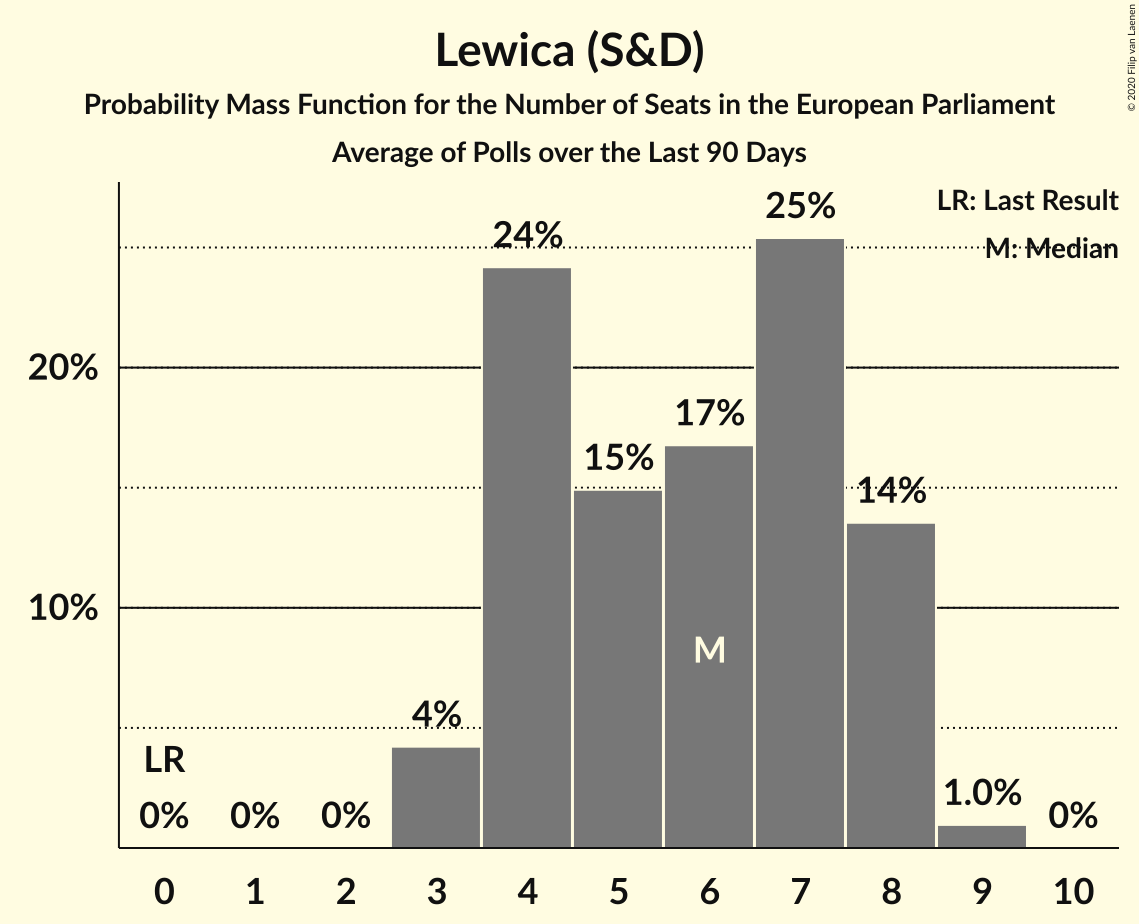 Lewica (S&D)
Probability Mass Function for the Number of Seats in the European Parliament
Average of Polls over the Last 90 Days
© 2020 Filip van Laenen
LR: Last Result
M: Median
20%
10%
LR
0%
0%
0%
4%
24%
15%
17%
25%
14%
1.0%
0%
M
0 1 2 3 4 5 6 7 8 9 10